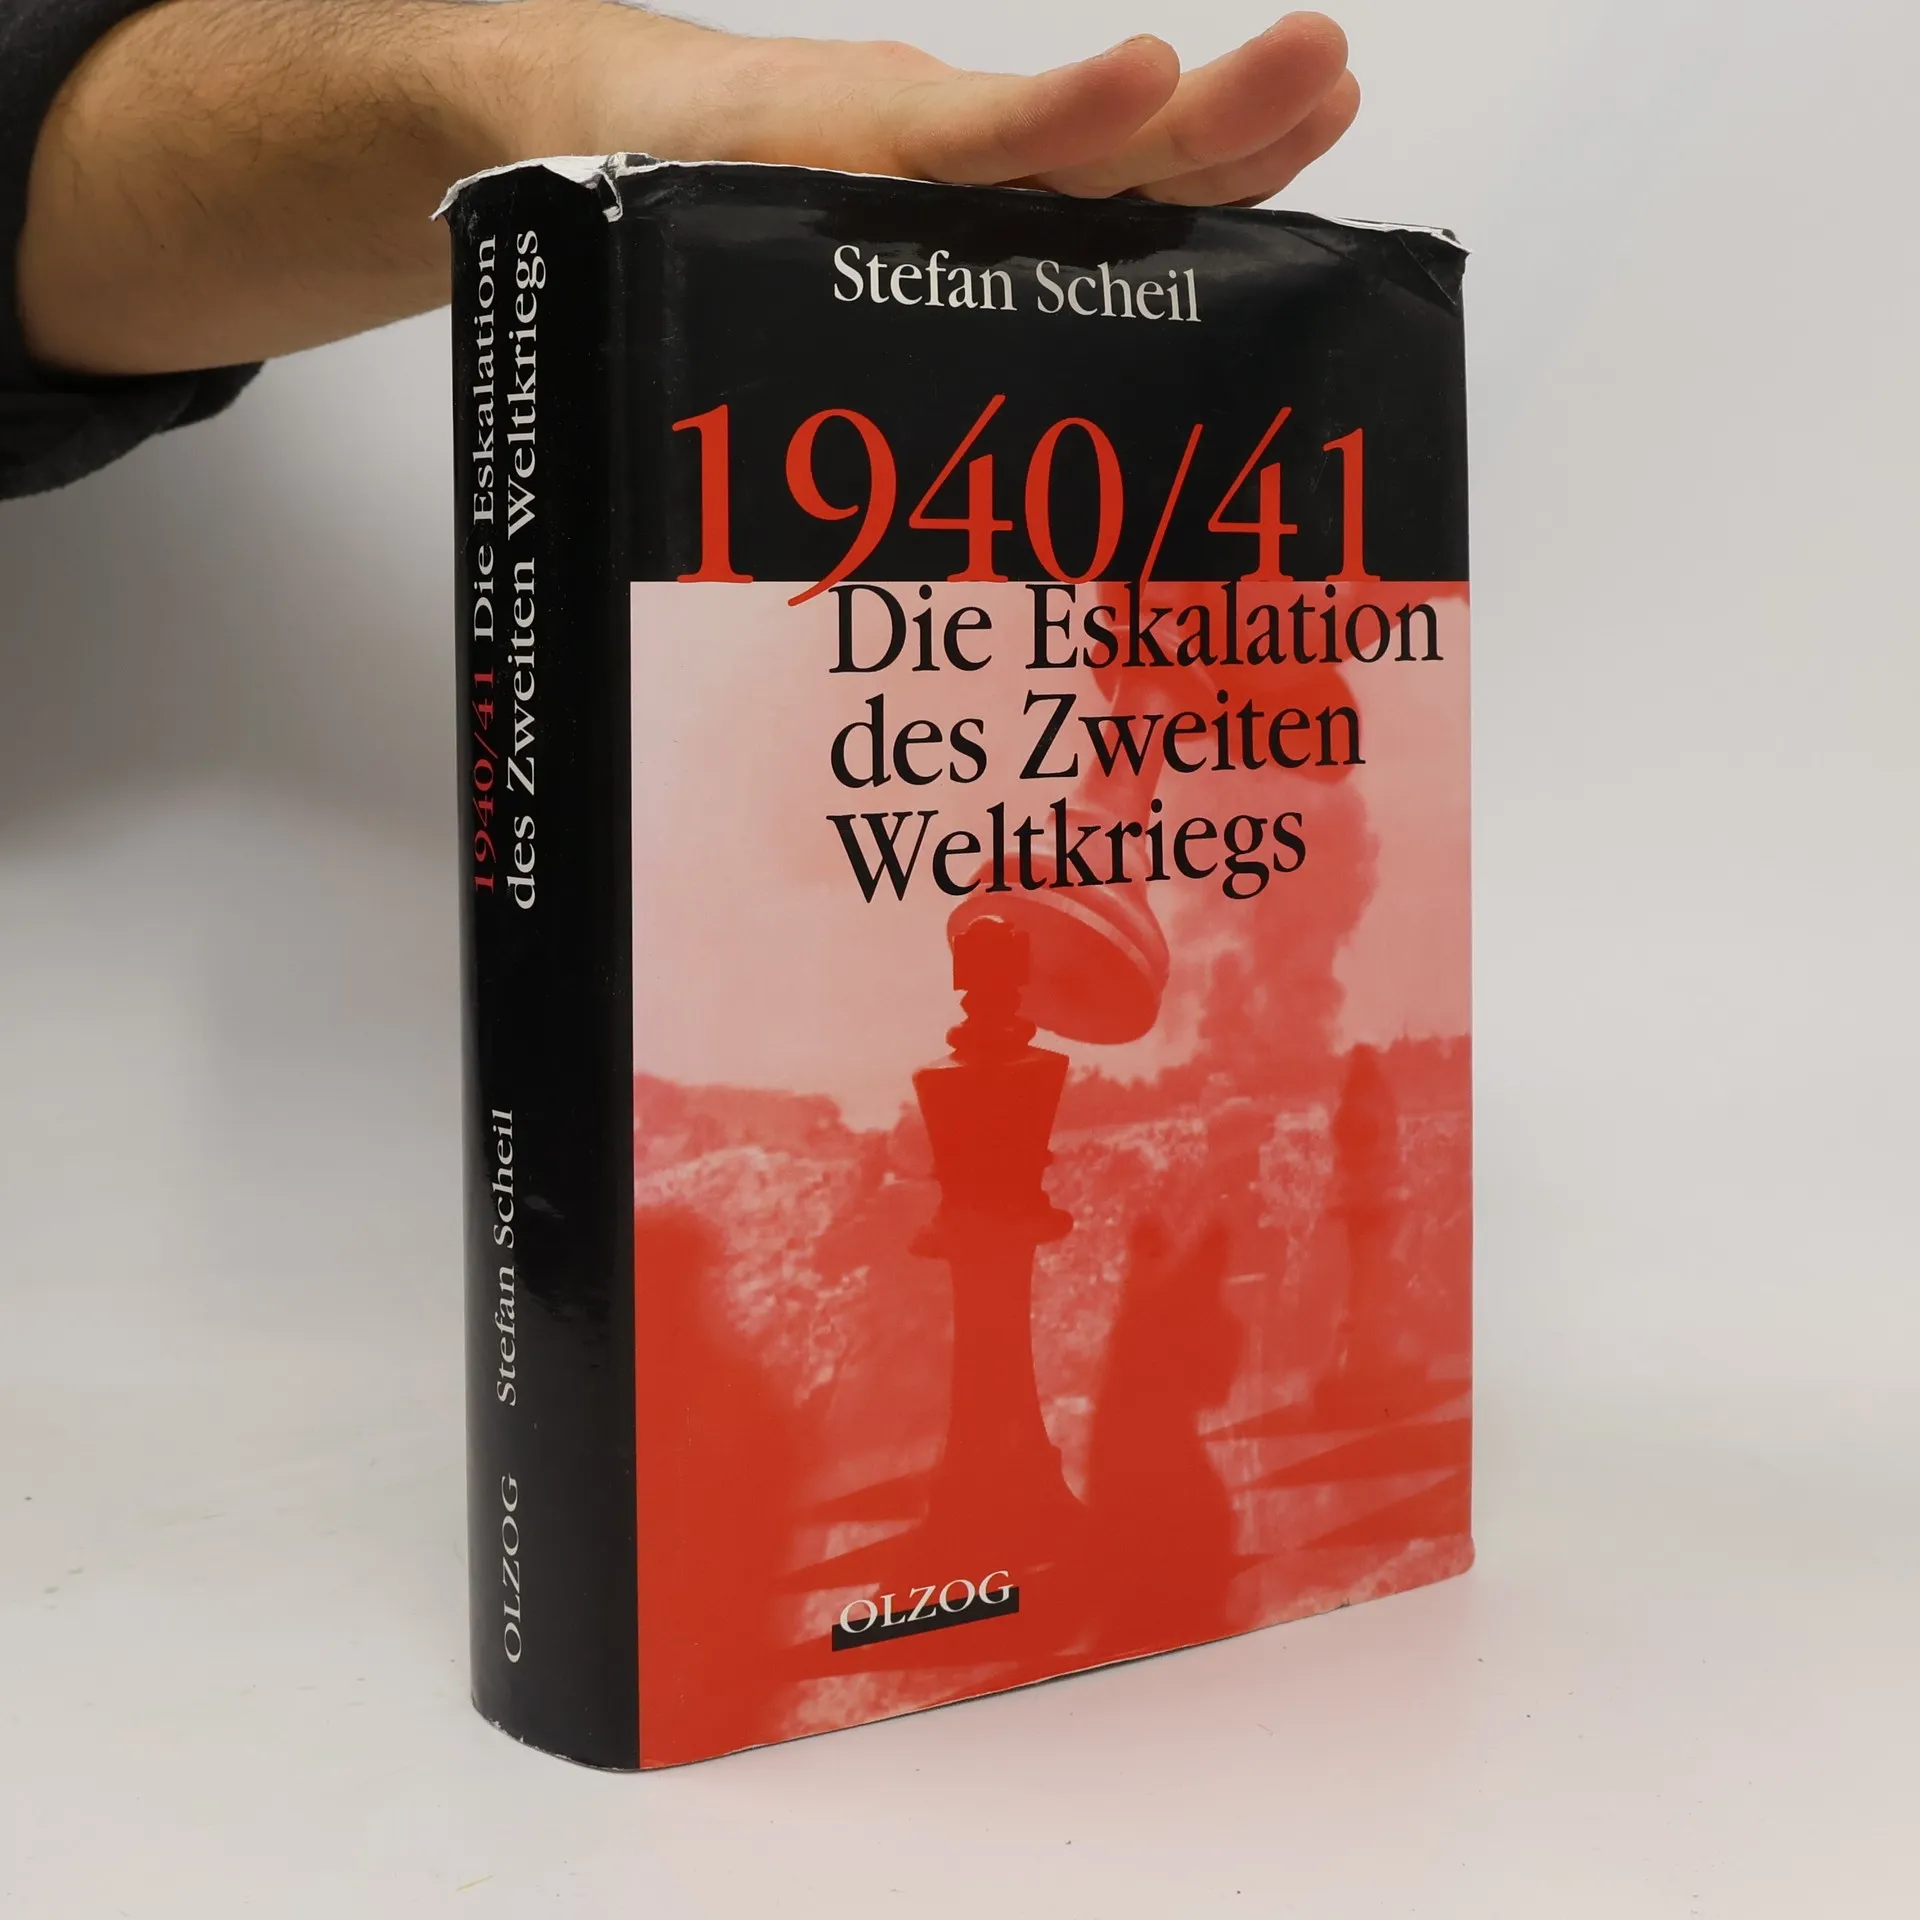 Stefan Scheil
1940/41
Die Eskalation
des Zweiten
Weltkriegs
OLZOG
1940/41 Die Eskalation
des Zweiten Weltkriegs
Stefan Scheil
OLZOG